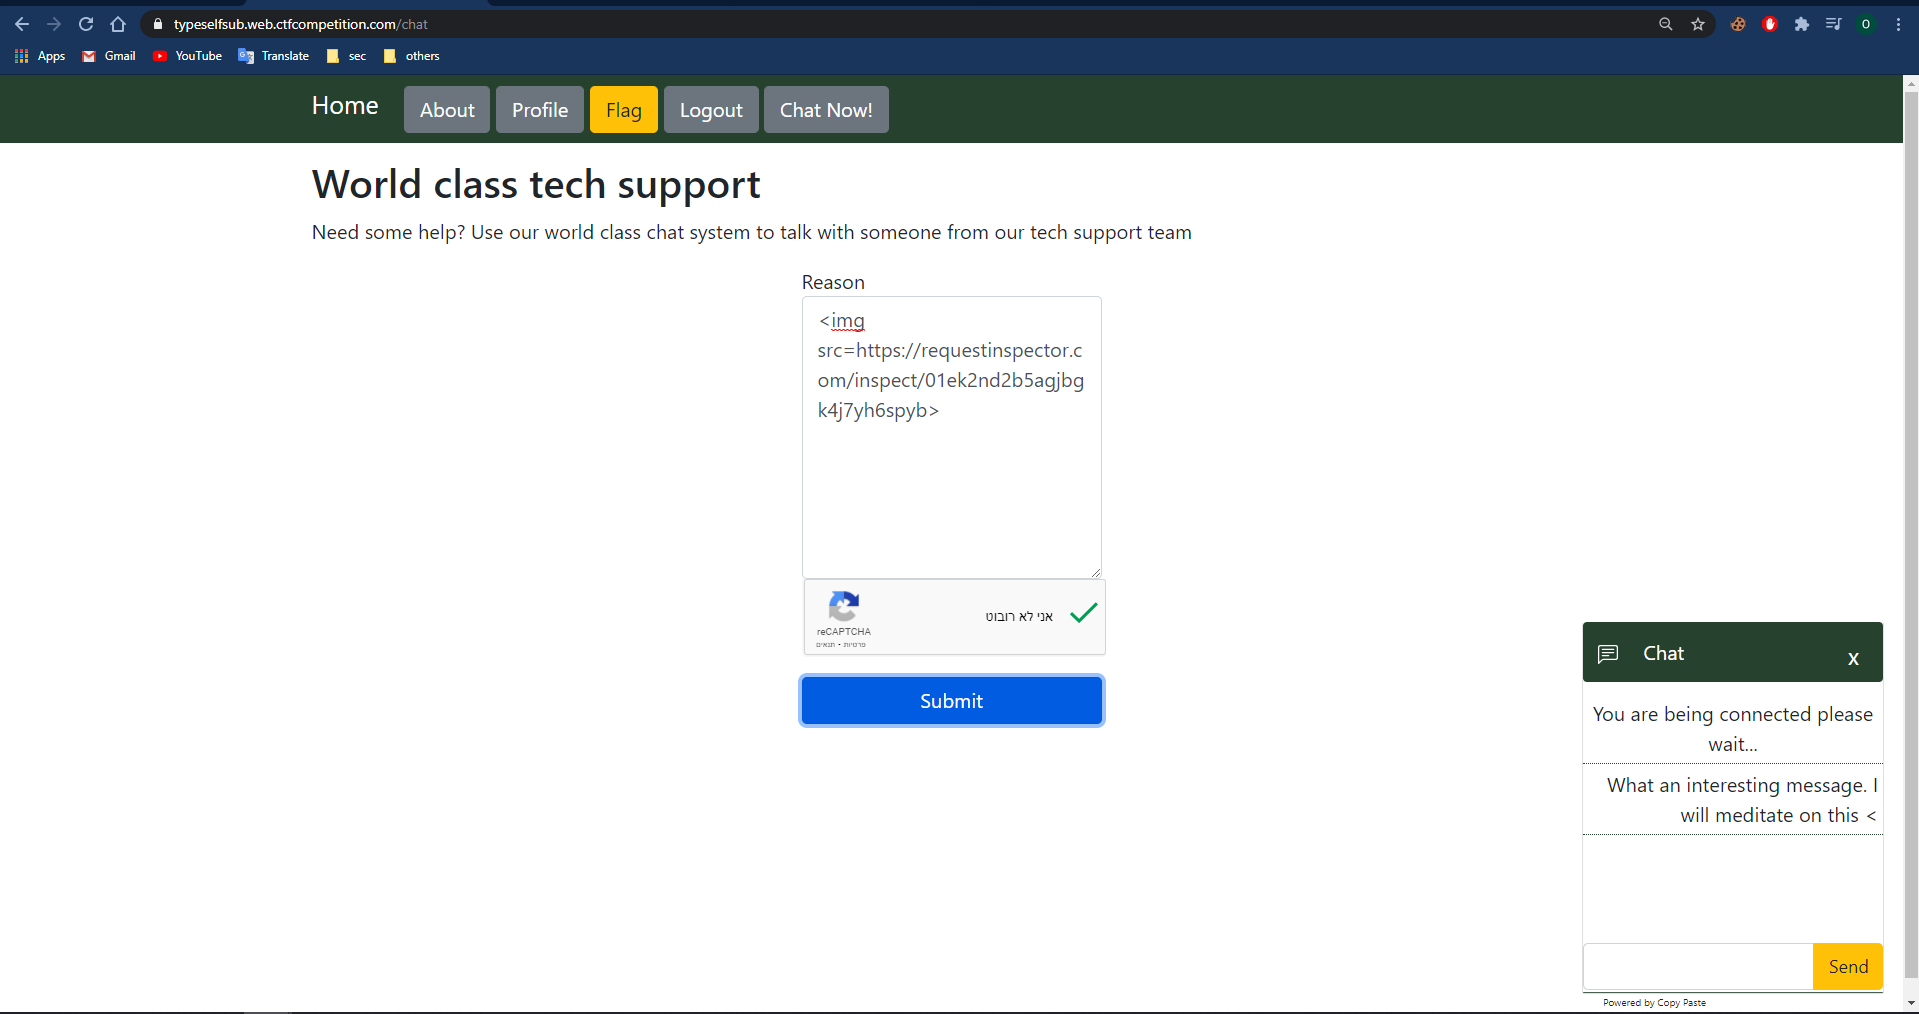 typeselfsub.web.ctfcompetition.com/chat
O
Apps Gmail YouTube Translate sec others
Home About Profile Flag Logout Chat Now!
World class tech support
Need some help? Use our world class chat system to talk with someone from our tech support team
Reason
<img
src=https://requestinspector.c
om/inspect/01ek2nd2b5agjbg
k4j7yh6spyb>
אני לא רובוט
reCAPTCHA
פרטיות - תנאים
Submit
Chat x
You are being connected please
wait...
What an interesting message. I
will meditate on this <
Send
Powered by Copy Paste